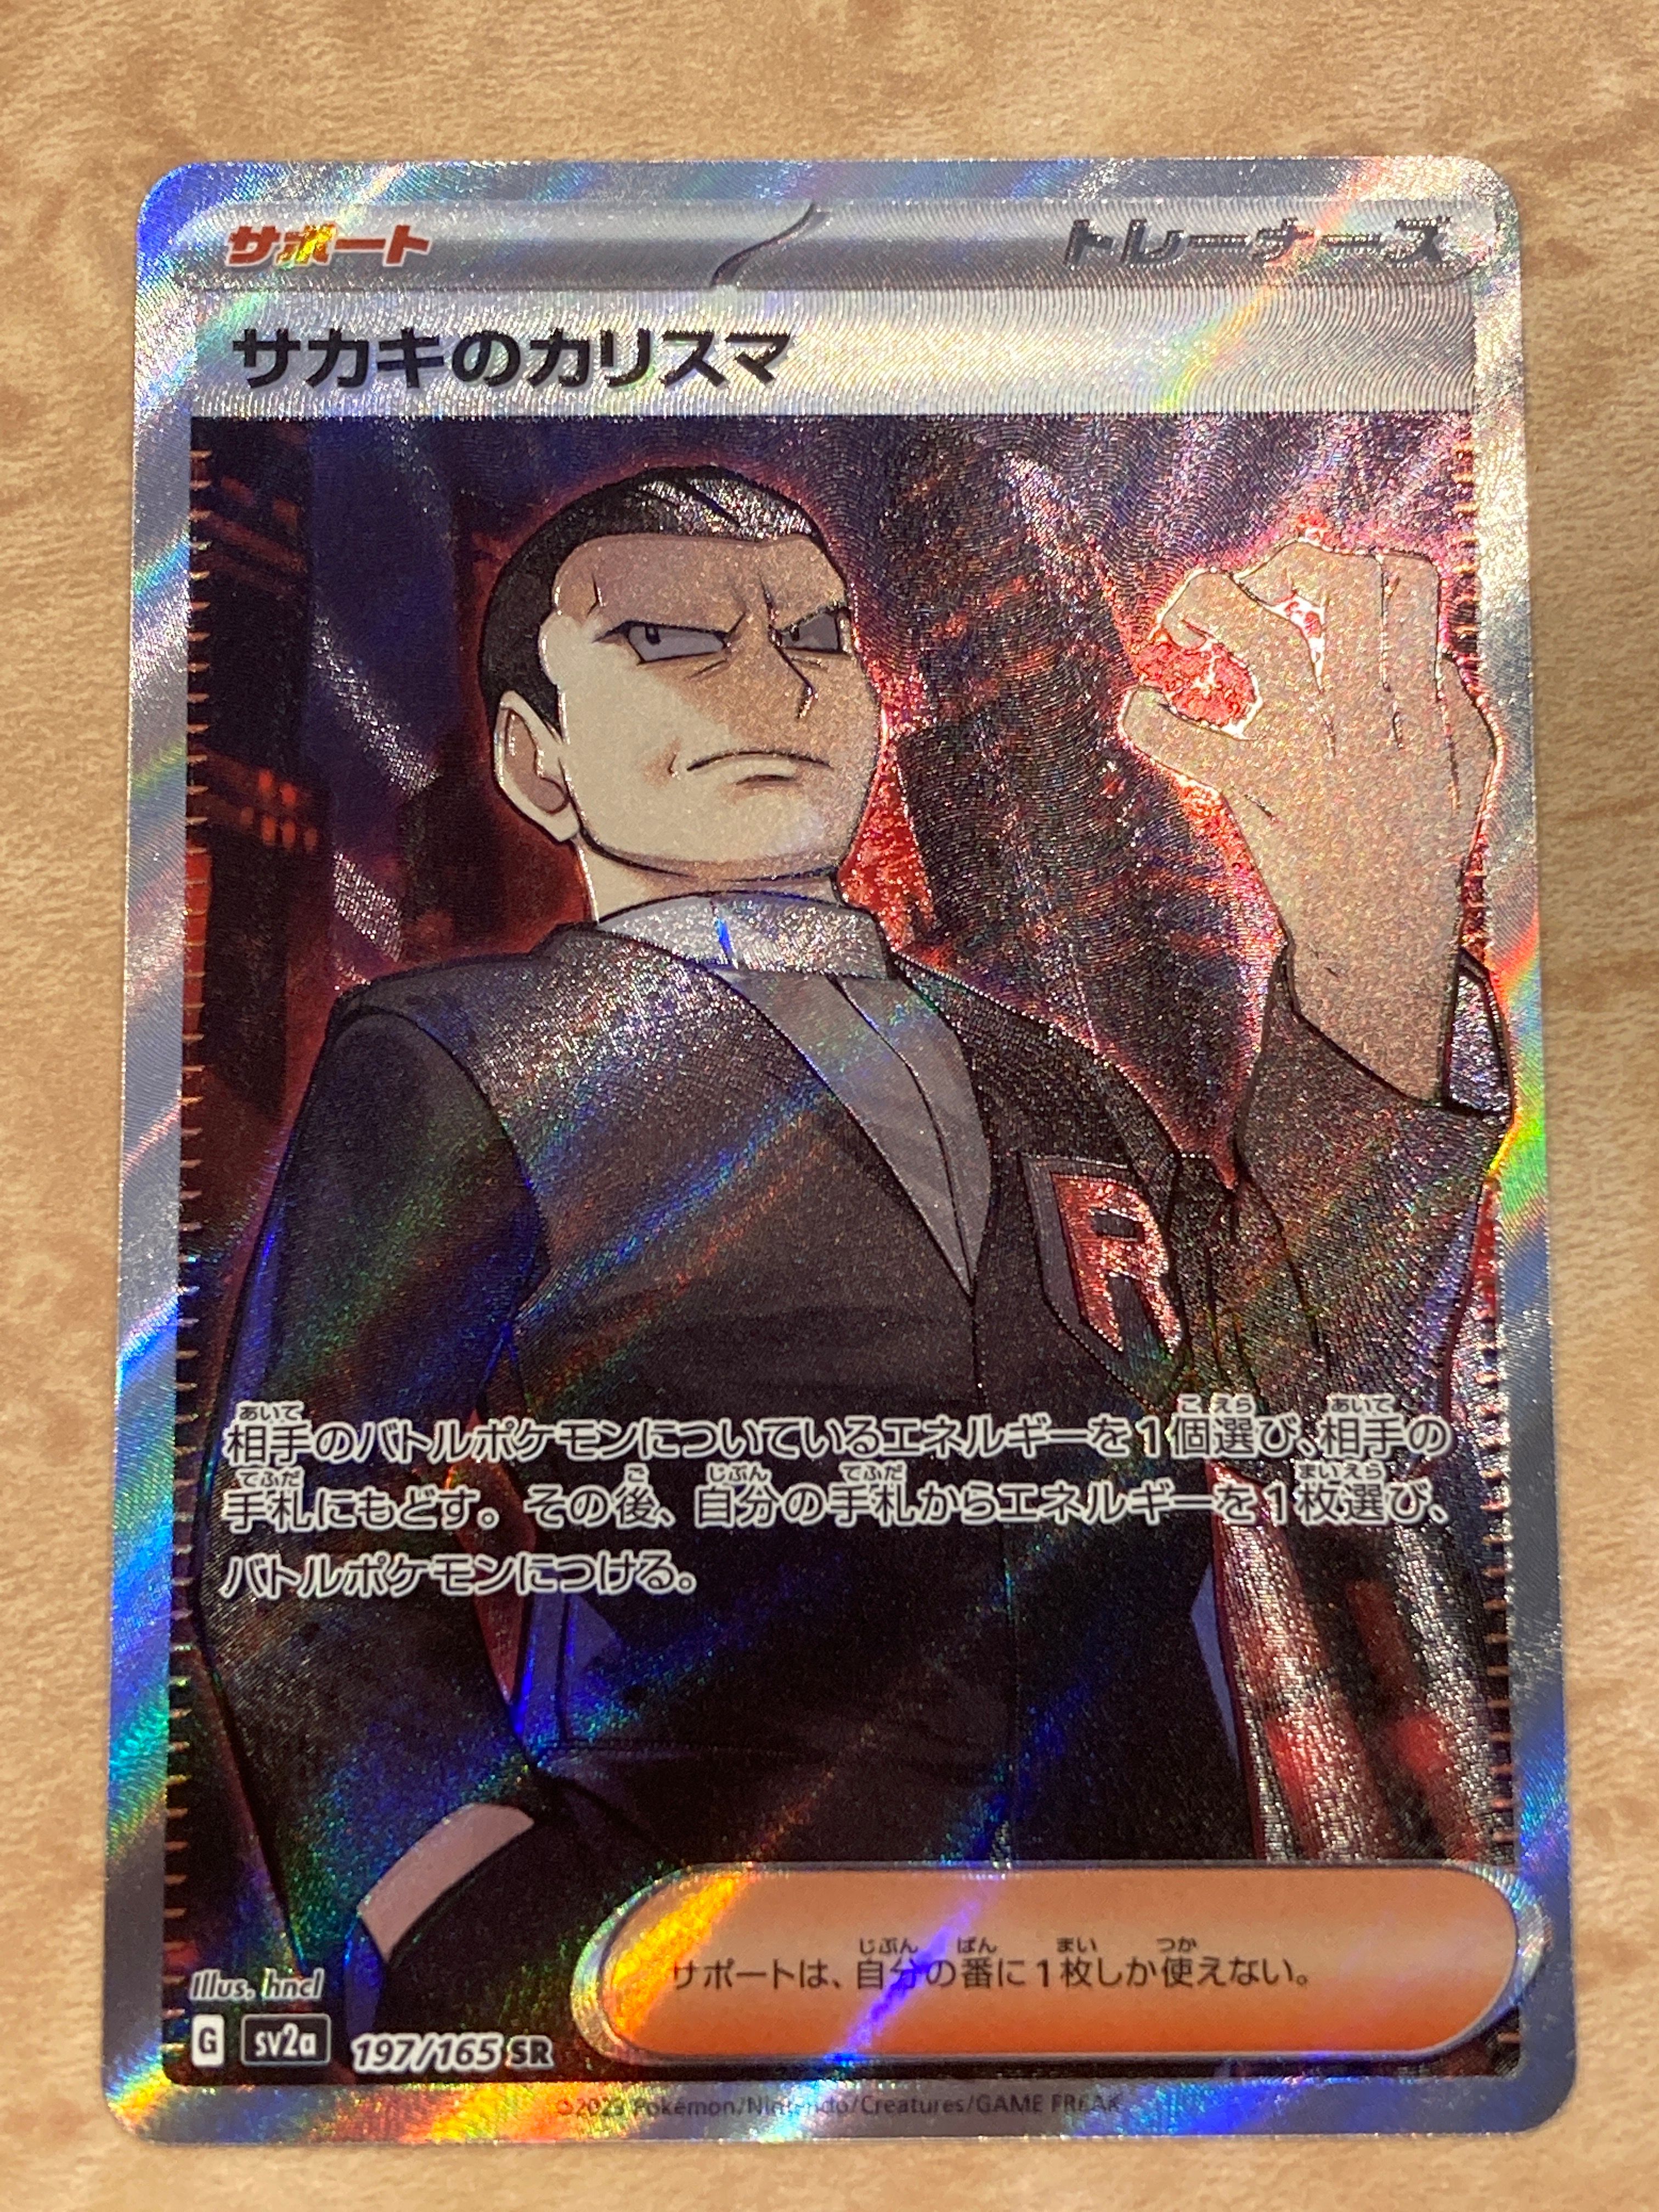 サポート
トレーナーズ
サカキのカリスマ
R
相手のバトルポケモンについているエネルギーを1個選び、相手の
手札にもどす。その後、自分の手札からエネルギーを1枚選び、
バトルポケモンにつける。
サポートは、自分の番に1枚しか使えない。
Illus. hncl
G sv2a 197/165 SR
©2023 Pokémon/Nintendo/Creatures/GAME FREAK